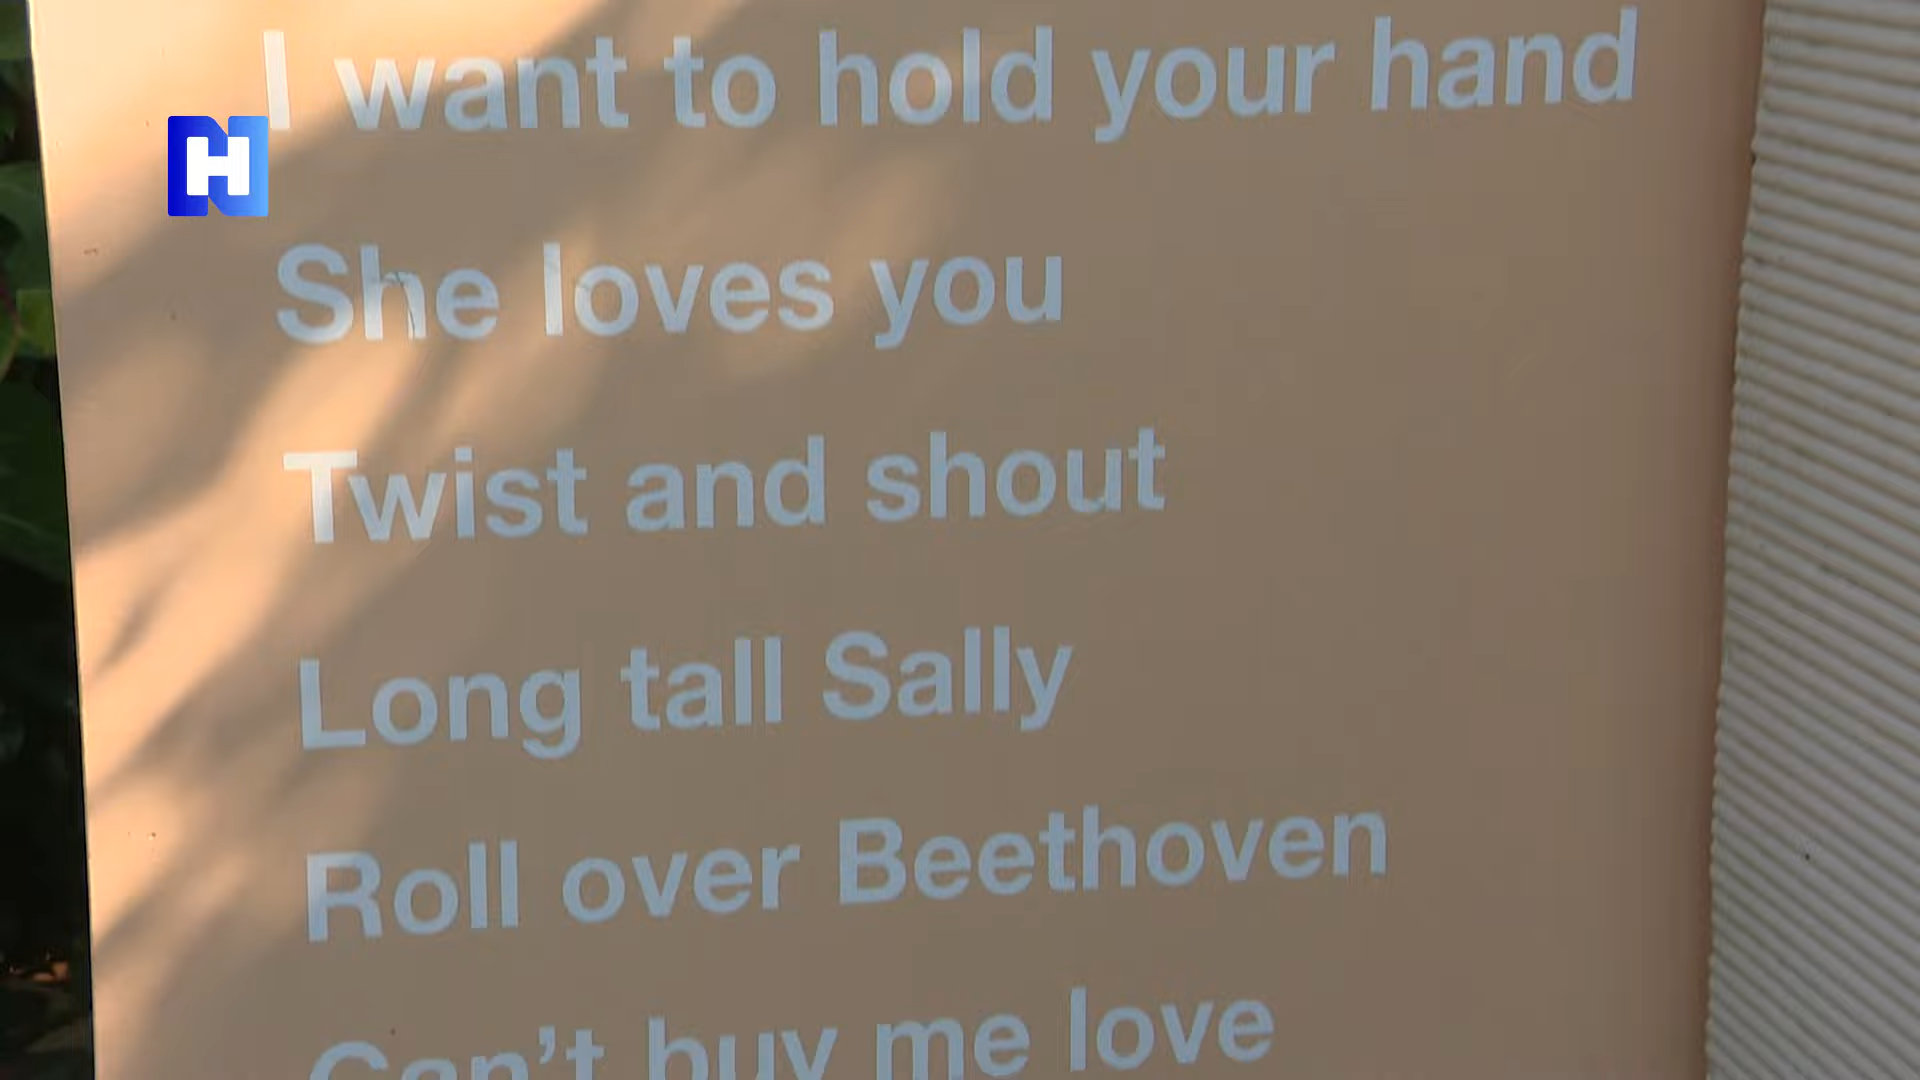 I want to hold your hand
H
She loves you
Twist and shout
Long tall Sally
Roll over Beethoven
Can't buy me love